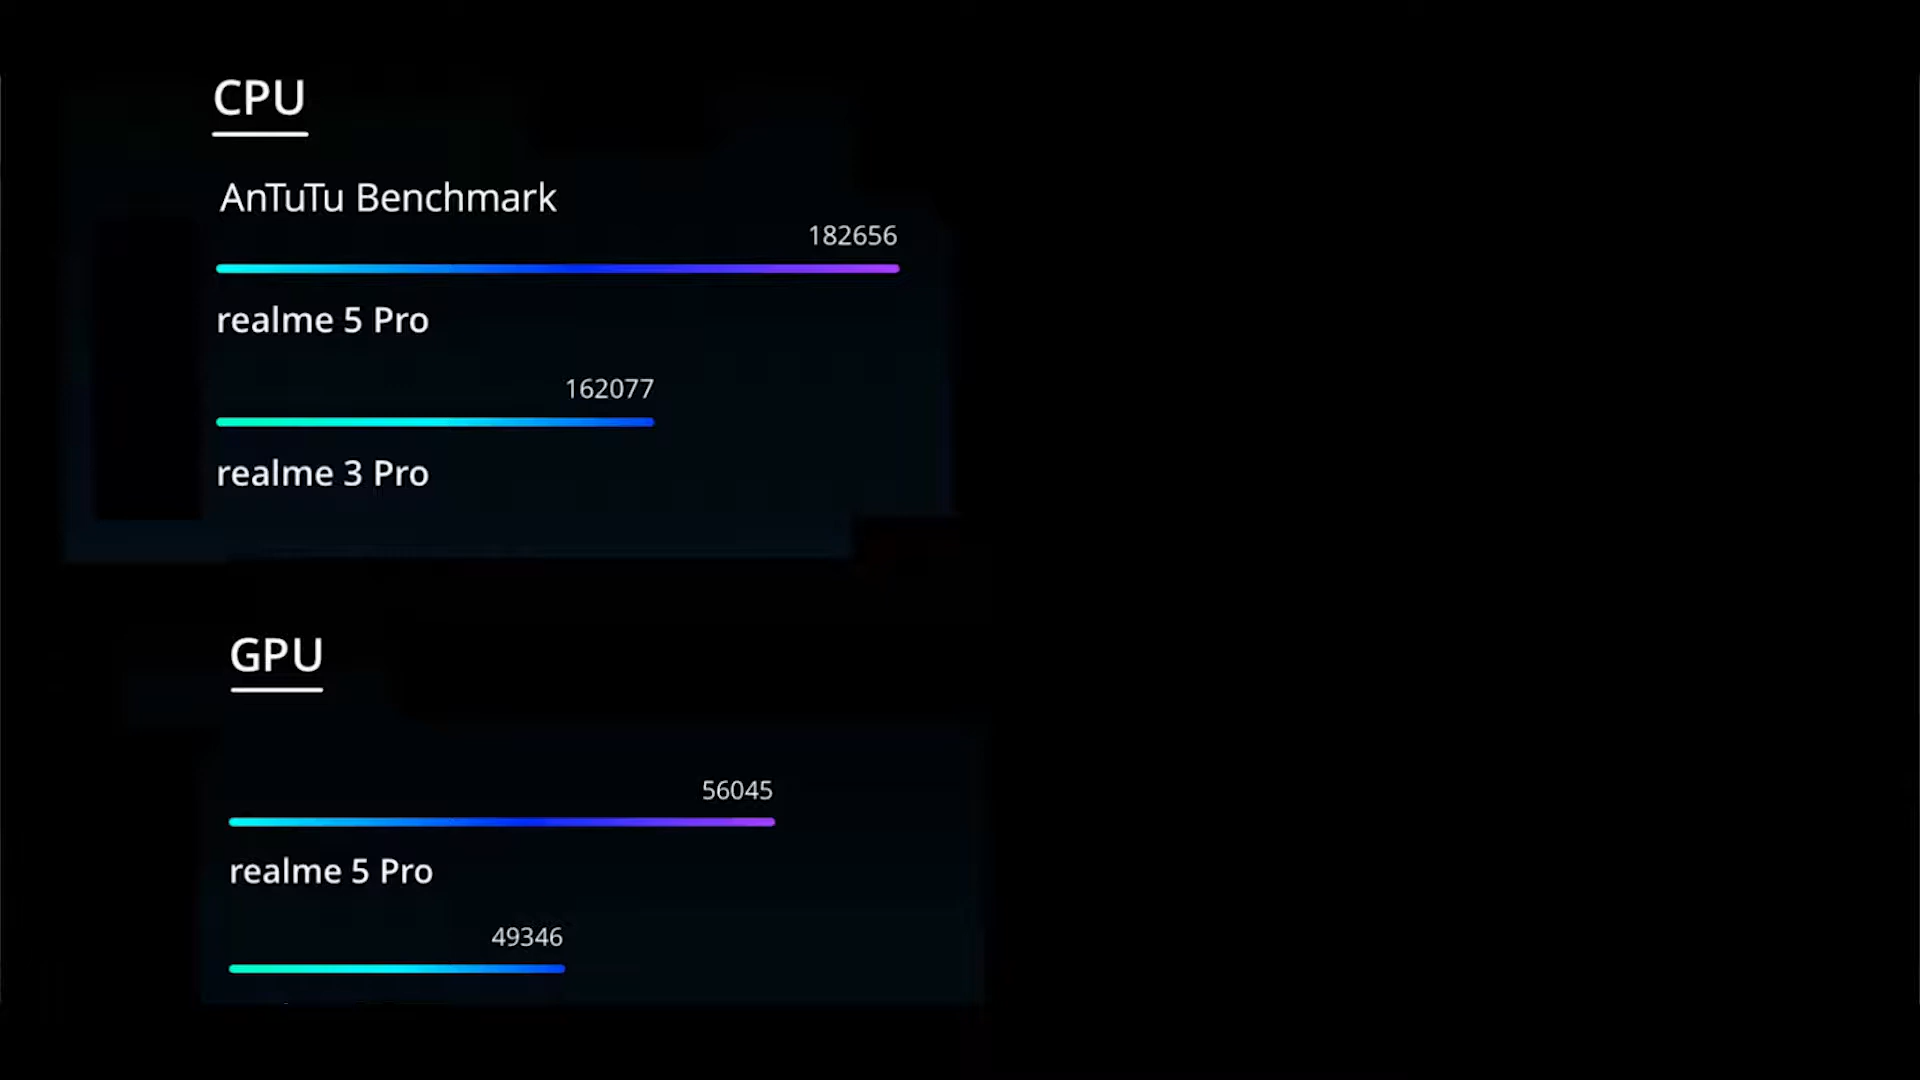 CPU
AnTuTu Benchmark
182656
realme 5 Pro
162077
realme 3 Pro
GPU
56045
realme 5 Pro
49346